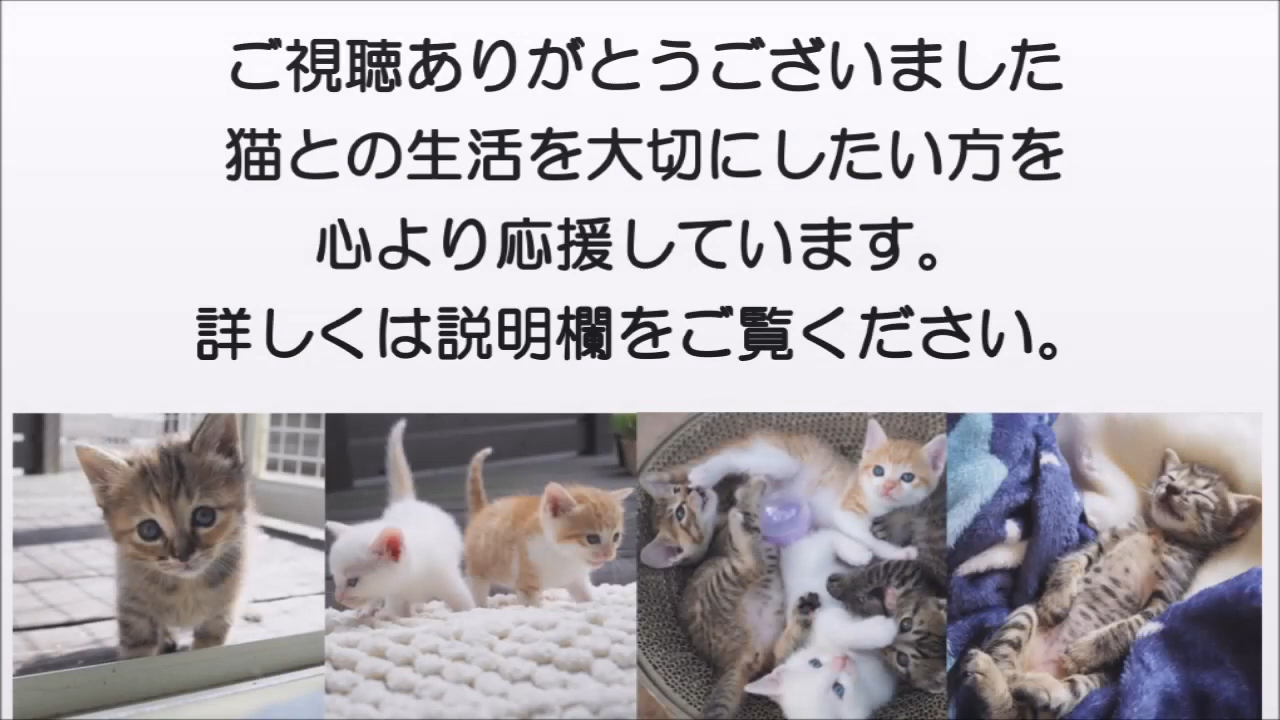 ご視聴ありがとうございました
猫との生活を大切にしたい方を
心より応援しています。
詳しくは説明欄をご覧ください。